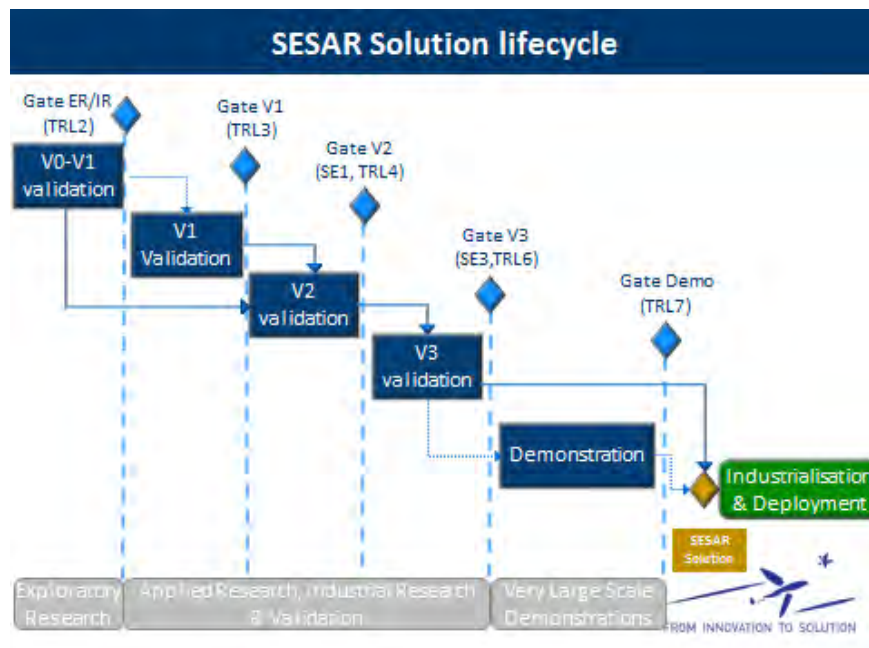 SESAR Solution lifecycle
Gate ER/IR
(TRL2)
Gate V1
(TRL3)
Gate V2
(SE1, TRL4)
Gate V3
(SE3,TRL6)
Gate Demo
(TRL7)
V0-V1
validation
V1
Validation
V2
validation
V3
validation
Demonstration
Industrialisation
& Deployment
SESAR
Solution
Exploratory
Research
Applied Research, Industrial Research
& Validation
Very Large Scale
Demonstrations
FROM INNOVATION TO SOLUTION